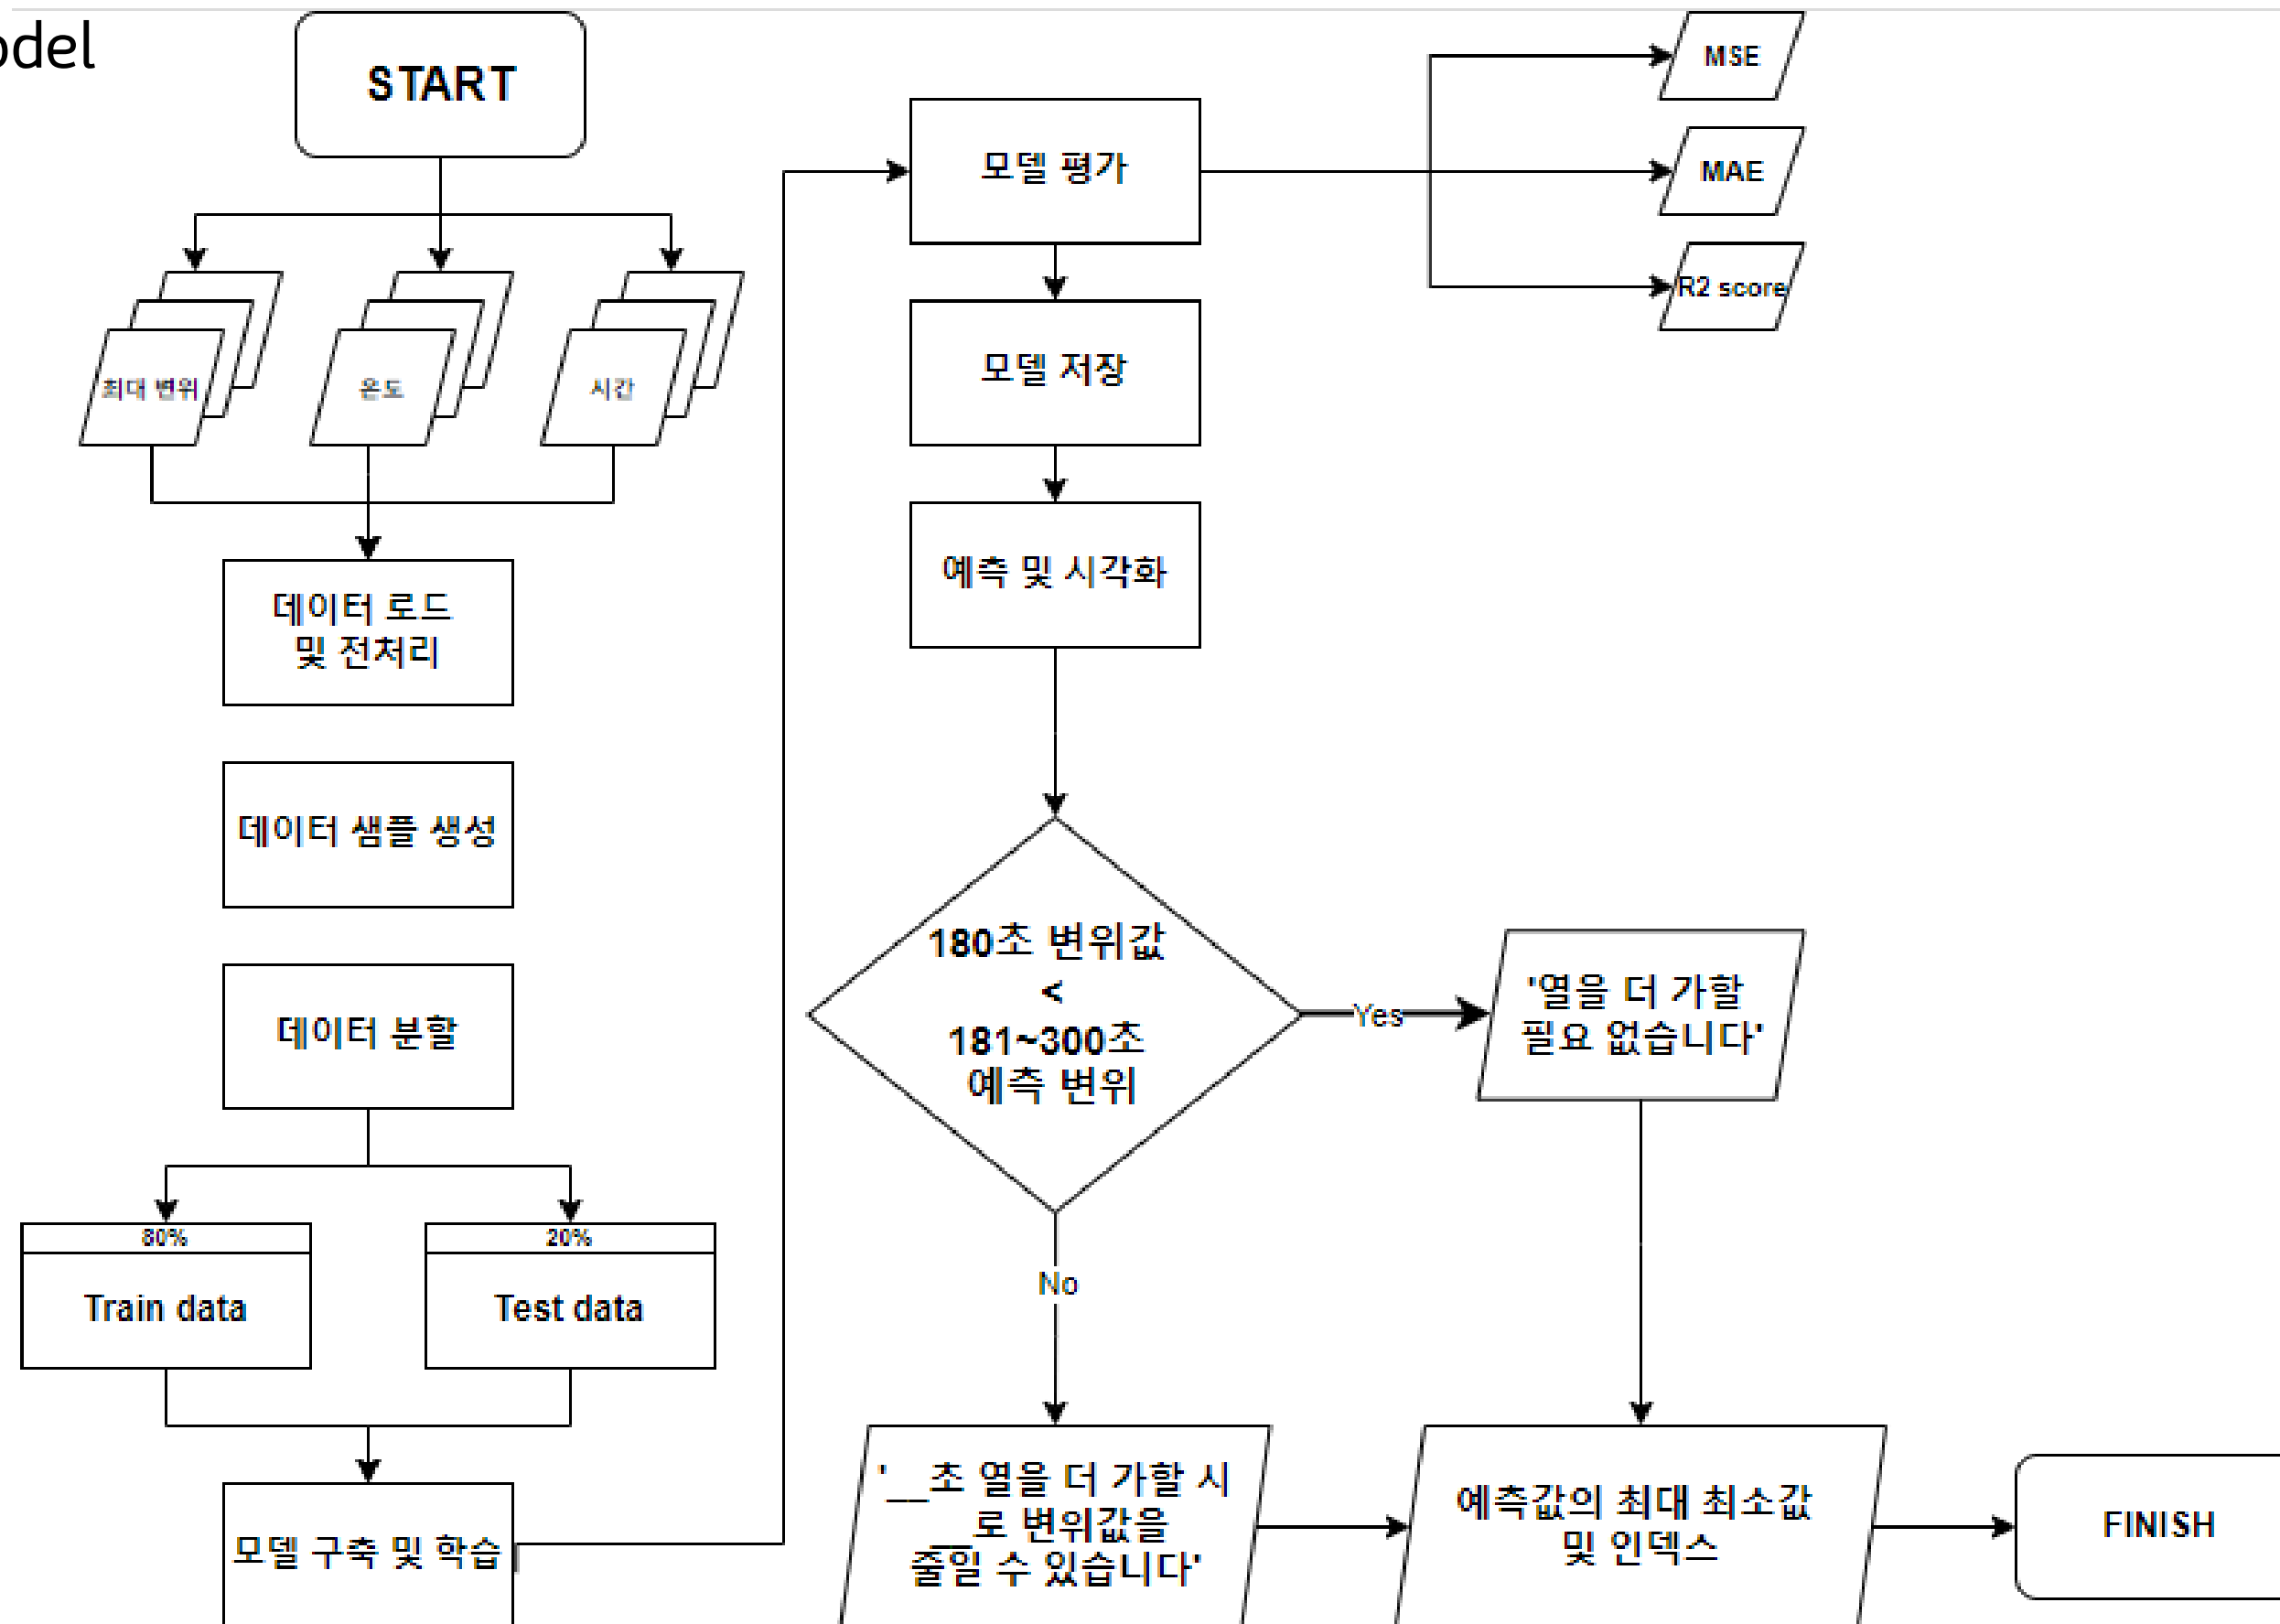 odel
START
최대 변위
온도
시간
데이터 로드
및 전처리
데이터 샘플 생성
데이터 분할
80%
Train data
20%
Test data
모델 구축 및 학습
모델 평가
MSE
MAE
R2 score
모델 저장
예측 및 시각화
180초 변위값
<
181~300초
예측 변위
Yes
'열을 더 가할
필요 없습니다'
No
'__초 열을 더 가할 시
__로 변위값을
줄일 수 있습니다'
예측값의 최대 최소값
및 인덱스
FINISH